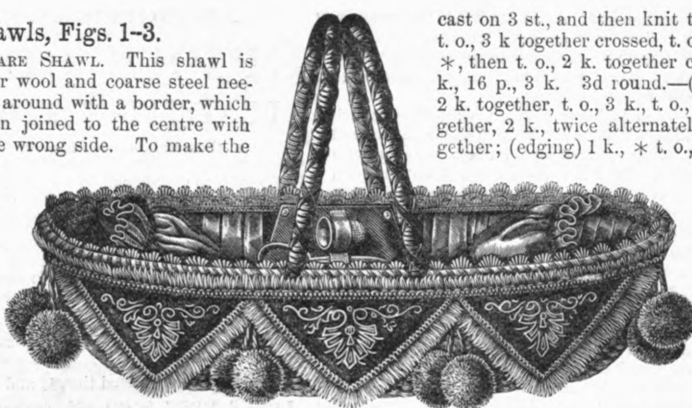 awls, Figs. 1-3.
ARE SHAWL. This shawl is
r wool and coarse steel nee-
around with a border, which
n joined to the centre with
e wrong side. To make the
cast on 3 st., and then knit t
t. o., 3 k together crossed, t. o
*, then t. o., 2 k. together c
k., 16 p., 3 k. 3d round.—(
2 k. together, t. o., 3 k., t. o.,
gether, 2 k., twice alternatel
gether; (edging) 1 k., * t. o.,